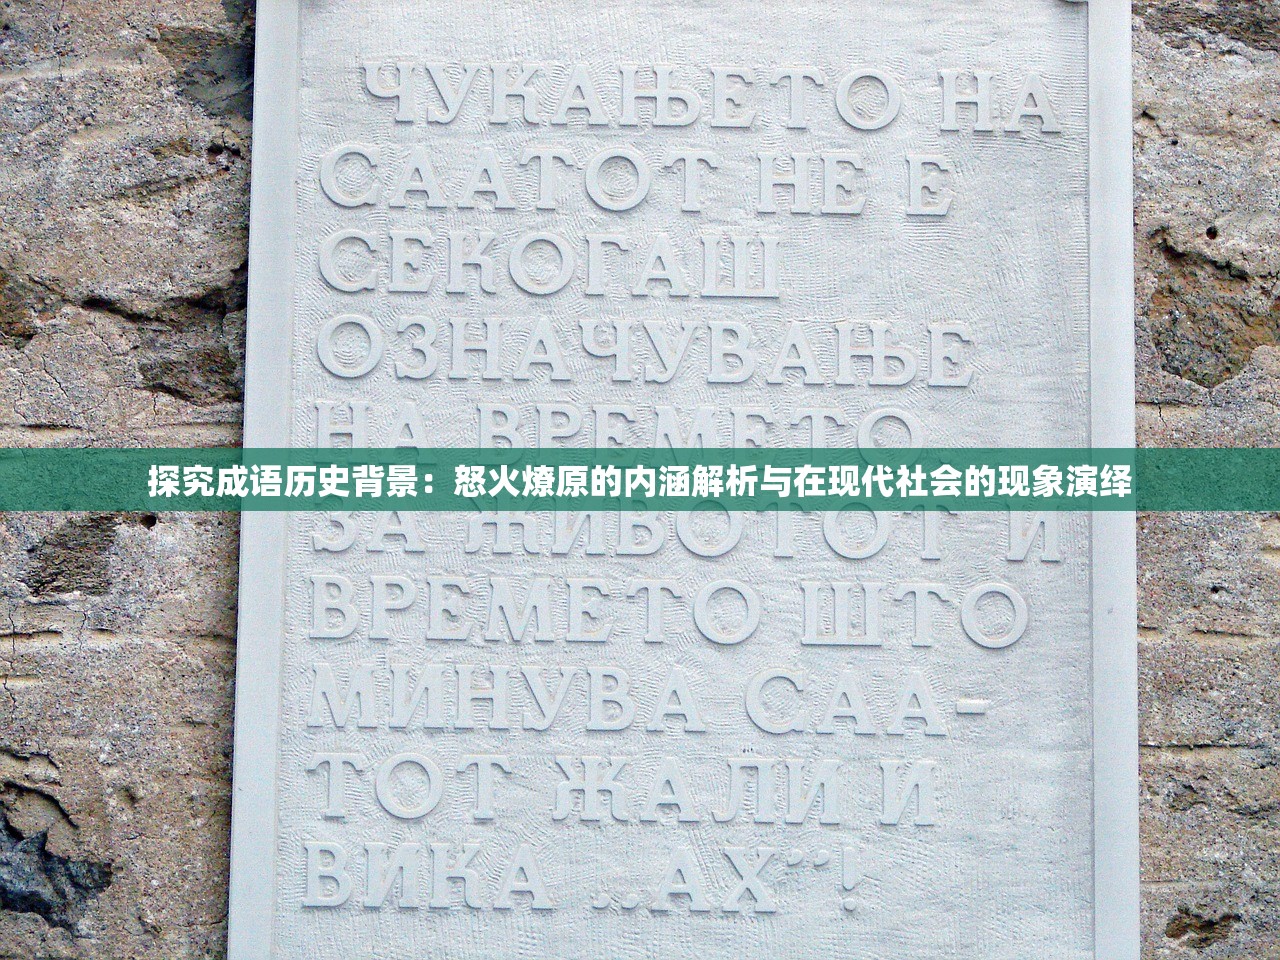 ЧУКАЊЕТО НА
СААТОТ НЕ Е
СЕКОГАШ
ОЗНАЧУВАЊЕ
НА ВРЕМЕТО
探究成语历史背景：怒火燎原的内涵解析与在现代社会的现象演绎
ЗА ЖИВОТОТ И
ВРЕМЕТО ШТО
МИНУВА САА-
ТОТ ЖАЛИ И
ВИКА „АХ”!